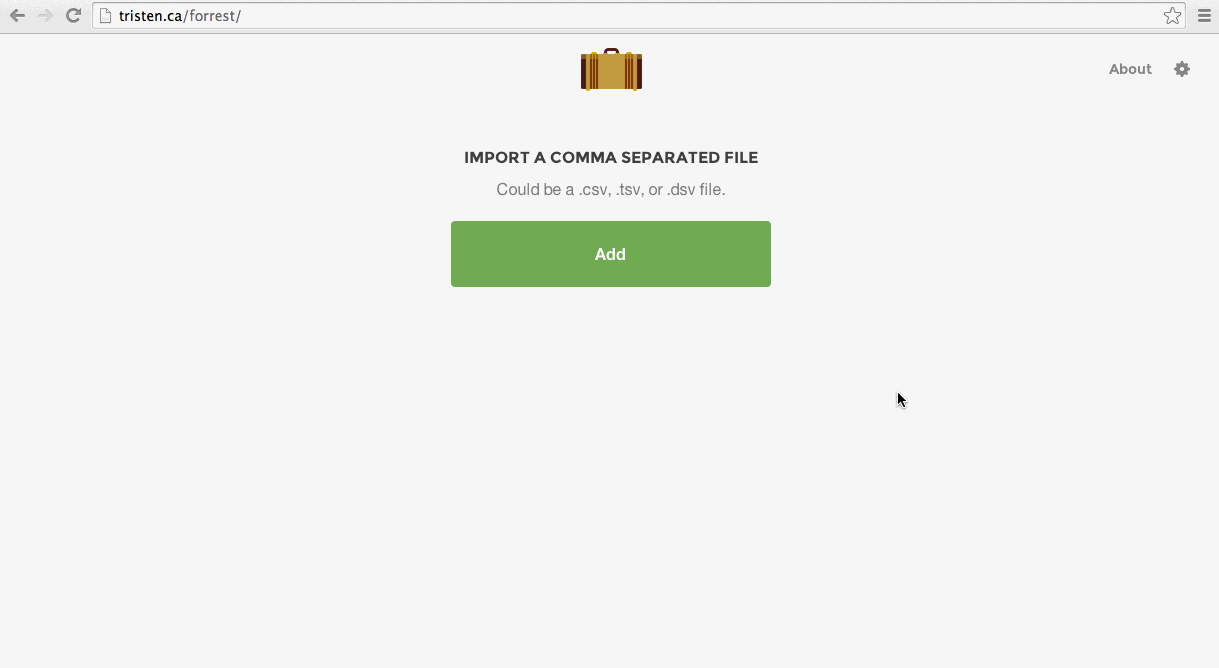 tristen.ca/forrest/
About
IMPORT A COMMA SEPARATED FILE
Could be a .csv, .tsv, or .dsv file.
Add